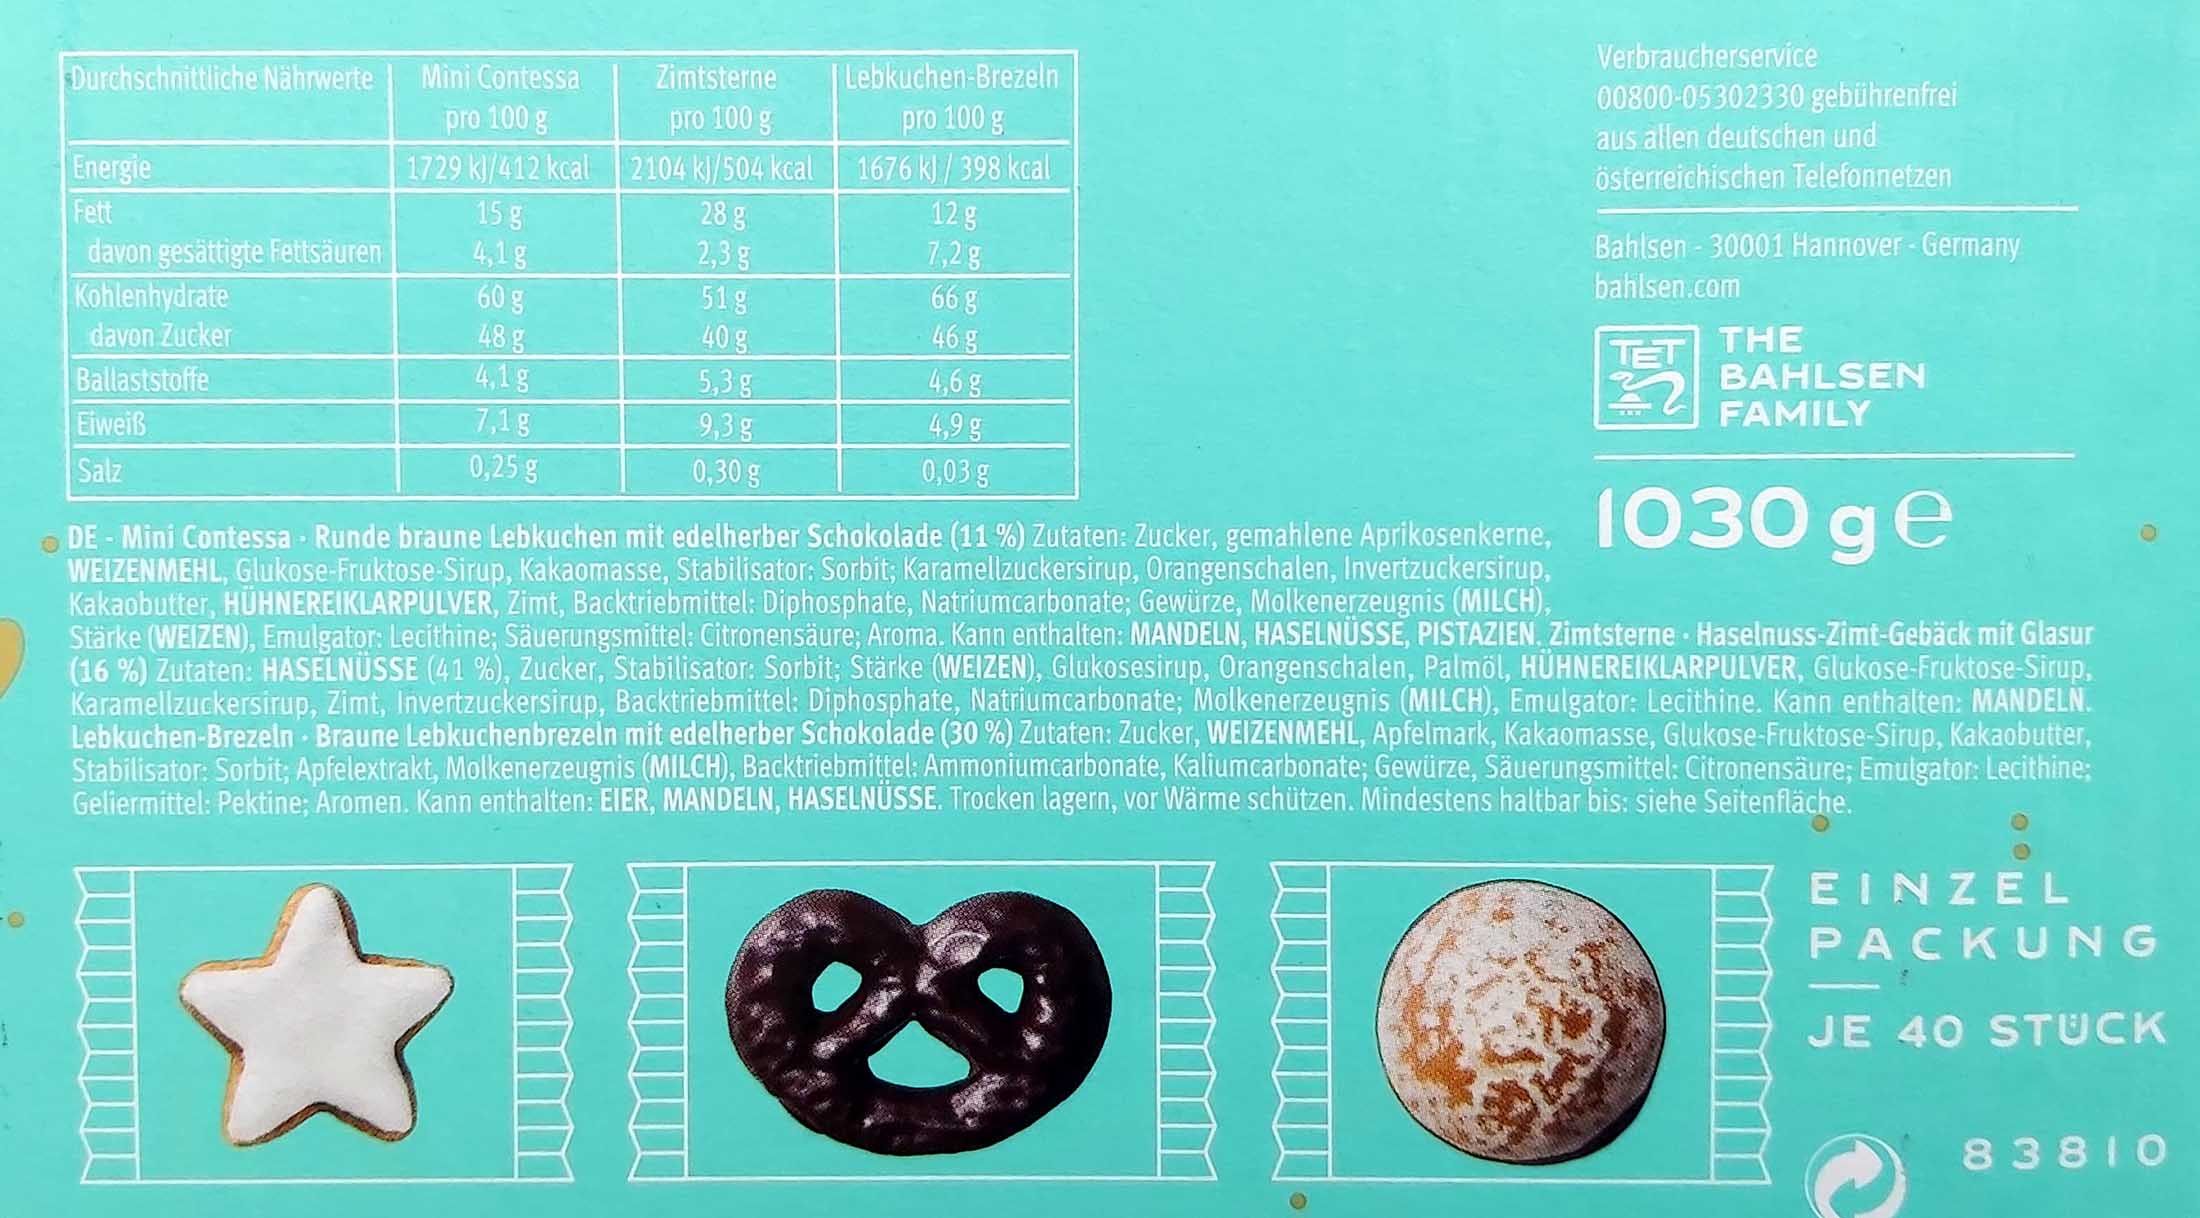 Durchschnittliche Nährwerte Mini Contessa Zimtsterne Lebkuchen-Brezeln
pro 100 g pro 100 g pro 100 g
Energie 1729 kJ/412 kcal 2104 kJ/504 kcal 1676 kJ / 398 kcal
Fett 15 g 28 g 12 g
davon gesättigte Fettsäuren 4,1 g 2,3 g 7,2 g
Kohlenhydrate 60 g 51 g 66 g
davon Zucker 48 g 40 g 46 g
Ballaststoffe 4,1 g 5,3 g 4,6 g
Eiweiß 7,1 g 9,3 g 4,9 g
Salz 0,25 g 0,30 g 0,03 g
Verbraucherservice
00800-05302330 gebührenfrei
aus allen deutschen und
österreichischen Telefonnetzen
Bahlsen - 30001 Hannover - Germany
bahlsen.com
TET
THE
BAHLSEN
FAMILY
1030 g e
DE - Mini Contessa · Runde braune Lebkuchen mit edelherber Schokolade (11 %) Zutaten: Zucker, gemahlene Aprikosenkerne,
WEIZENMEHL, Glukose-Fruktose-Sirup, Kakaomasse, Stabilisator: Sorbit; Karamellzuckersirup, Orangenschalen, Invertzuckersirup,
Kakaobutter, HÜHNEREIKLARPULVER, Zimt, Backtriebmittel: Diphosphate, Natriumcarbonate; Gewürze, Molkenerzeugnis (MILCH),
Stärke (WEIZEN), Emulgator: Lecithine; Säuerungsmittel: Citronensäure; Aroma. Kann enthalten: MANDELN, HASELNÜSSE, PISTAZIEN. Zimtsterne · Haselnuss-Zimt-Gebäck mit Glasur
(16 %) Zutaten: HASELNÜSSE (41 %), Zucker, Stabilisator: Sorbit; Stärke (WEIZEN), Glukosesirup, Orangenschalen, Palmöl, HÜHNEREIKLARPULVER, Glukose-Fruktose-Sirup,
Karamellzuckersirup, Zimt, Invertzuckersirup, Backtriebmittel: Diphosphate, Natriumcarbonate; Molkenerzeugnis (MILCH), Emulgator: Lecithine. Kann enthalten: MANDELN.
Lebkuchen-Brezeln · Braune Lebkuchenbrezeln mit edelherber Schokolade (30 %) Zutaten: Zucker, WEIZENMEHL, Apfelmark, Kakaomasse, Glukose-Fruktose-Sirup, Kakaobutter,
Stabilisator: Sorbit; Apfelextrakt, Molkenerzeugnis (MILCH), Backtriebmittel: Ammoniumcarbonate, Kaliumcarbonate; Gewürze, Säuerungsmittel: Citronensäure; Emulgator: Lecithine;
Geliermittel: Pektine; Aromen. Kann enthalten: EIER, MANDELN, HASELNÜSSE. Trocken lagern, vor Wärme schützen. Mindestens haltbar bis: siehe Seitenfläche.
EINZEL
PACKUNG
JE 40 STÜCK
83810